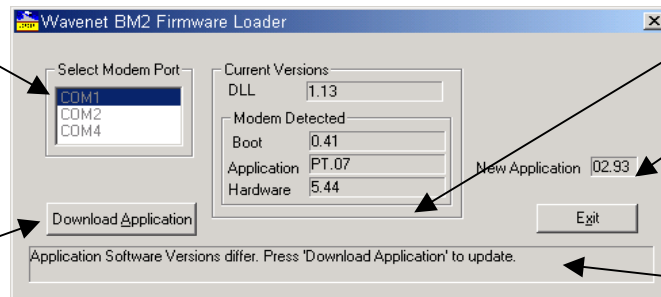 Wavenet BM2 Firmware Loader
Select Modem Port
COM1
COM2
COM4
Current Versions
DLL 1.13
Modem Detected
Boot 0.41
Application PT.07
Hardware 5.44
New Application 02.93
Download Application
Exit
Application Software Versions differ. Press 'Download Application' to update.